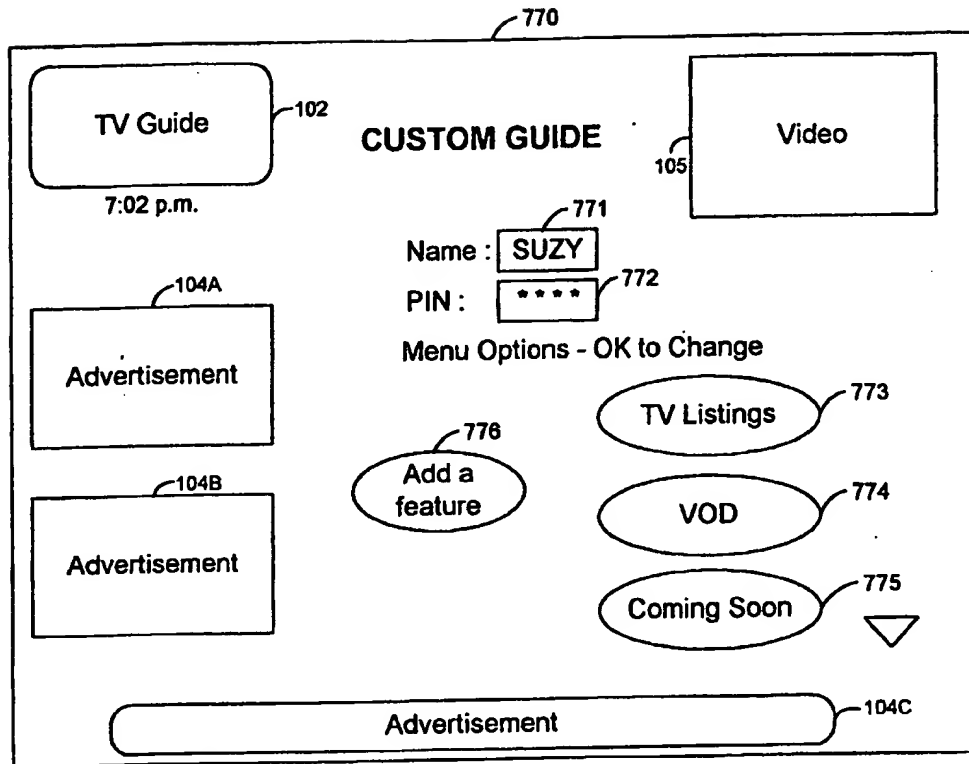 770
TV Guide
102
CUSTOM GUIDE
Video
105
7:02 p.m.
771
Name : SUZY
772
PIN : ****
Menu Options - OK to Change
104A
Advertisement
773
TV Listings
776
Add a
feature
104B
Advertisement
774
VOD
775
Coming Soon
Advertisement
104C